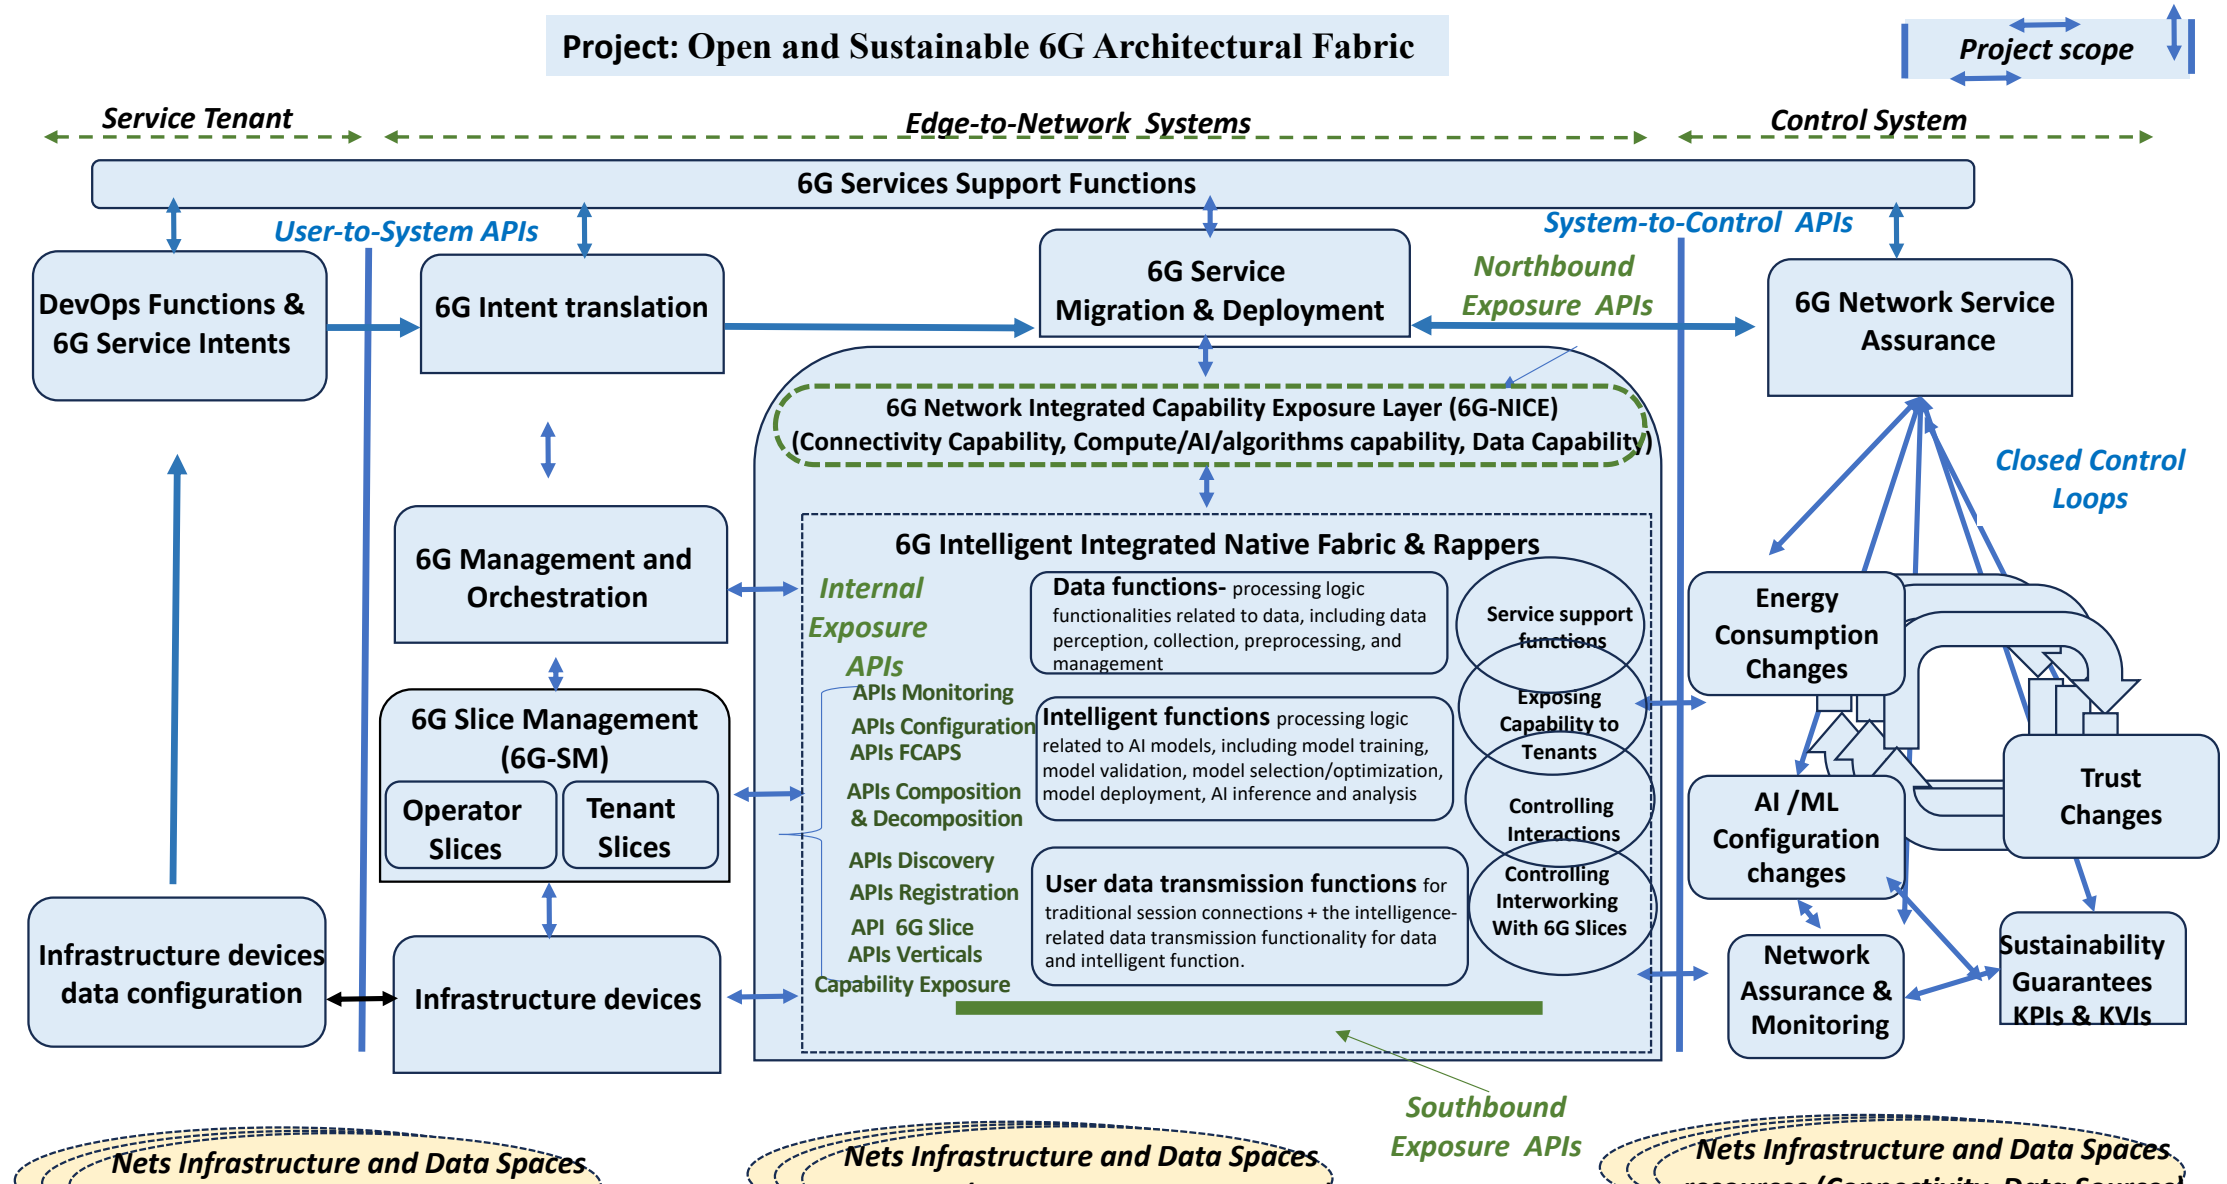 Project: Open and Sustainable 6G Architectural Fabric
Project scope
Service Tenant
Edge-to-Network Systems
Control System
6G Services Support Functions
User-to-System APIs
System-to-Control APIs
DevOps Functions &
6G Service Intents
6G Intent translation
6G Service
Migration & Deployment
Northbound
Exposure APIs
6G Network Service
Assurance
6G Network Integrated Capability Exposure Layer (6G-NICE)
(Connectivity Capability, Compute/AI/algorithms capability, Data Capability)
Closed Control
Loops
6G Management and
Orchestration
6G Intelligent Integrated Native Fabric & Rappers
Internal
Exposure
APIs
APIs Monitoring
APIs Configuration
APIs FCAPS
APIs Composition
& Decomposition
APIs Discovery
APIs Registration
API 6G Slice
APIs Verticals
Capability Exposure
Data functions- processing logic
functionalities related to data, including data
perception, collection, preprocessing, and
management
Intelligent functions processing logic
related to AI models, including model training,
model validation, model selection/optimization,
model deployment, AI inference and analysis
User data transmission functions for
traditional session connections + the intelligence-
related data transmission functionality for data
and intelligent function.
Service support
functions
Exposing
Capability to
Tenants
Controlling
Interactions
Controlling
Interworking
With 6G Slices
Energy
Consumption
Changes
6G Slice Management
(6G-SM)
Operator
Slices
Tenant
Slices
AI /ML
Configuration
changes
Trust
Changes
Infrastructure devices
data configuration
Infrastructure devices
Network
Assurance &
Monitoring
Sustainability
Guarantees
KPIs & KVIs
Southbound
Exposure APIs
Nets Infrastructure and Data Spaces
Nets Infrastructure and Data Spaces
Nets Infrastructure and Data Spaces
resources (Connectivity, Data Sources)